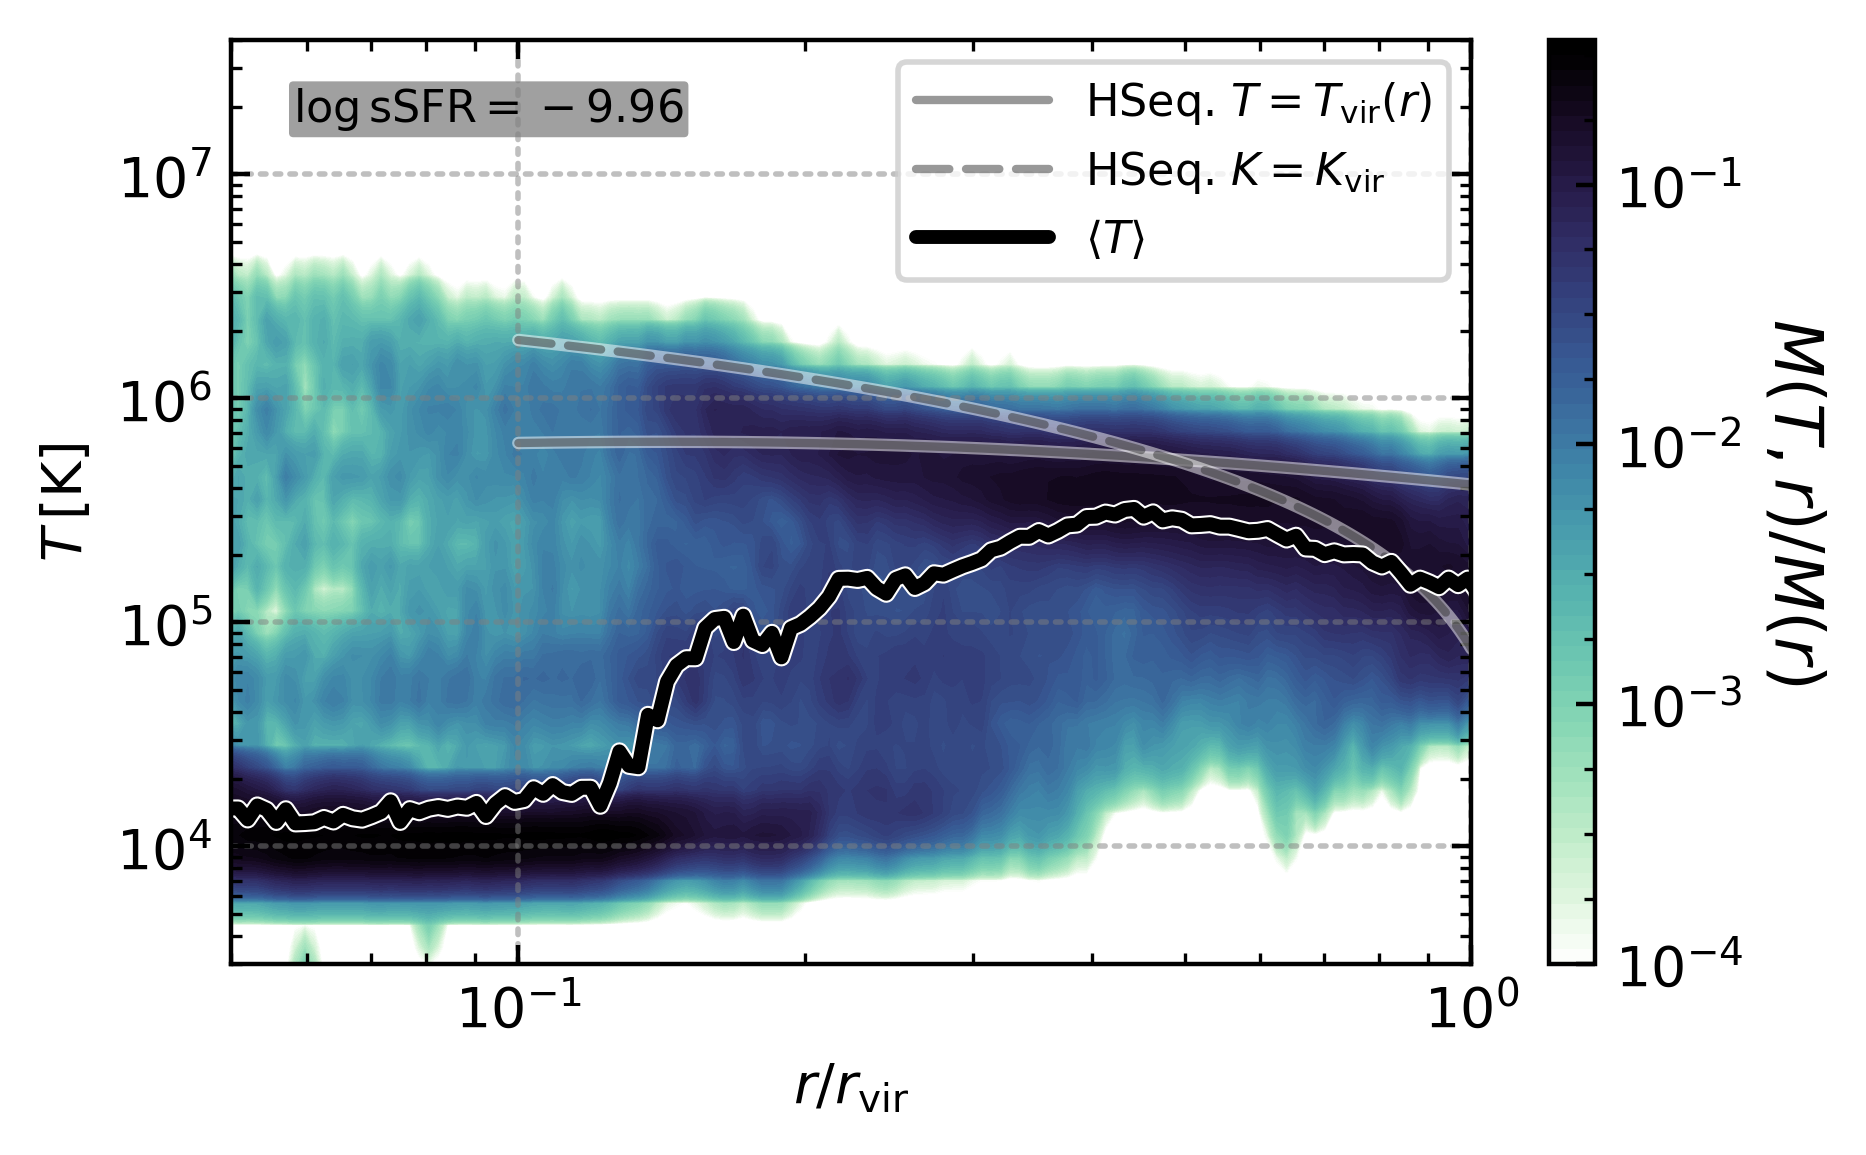 log sSFR = −9.96
HSeq. T = T_vir(r)
HSeq. K = K_vir
⟨T⟩
10^7
10^6
10^5
10^4
T [K]
10^−1
10^0
r/r_vir
10^−1
10^−2
10^−3
10^−4
M(T, r)/M(r)